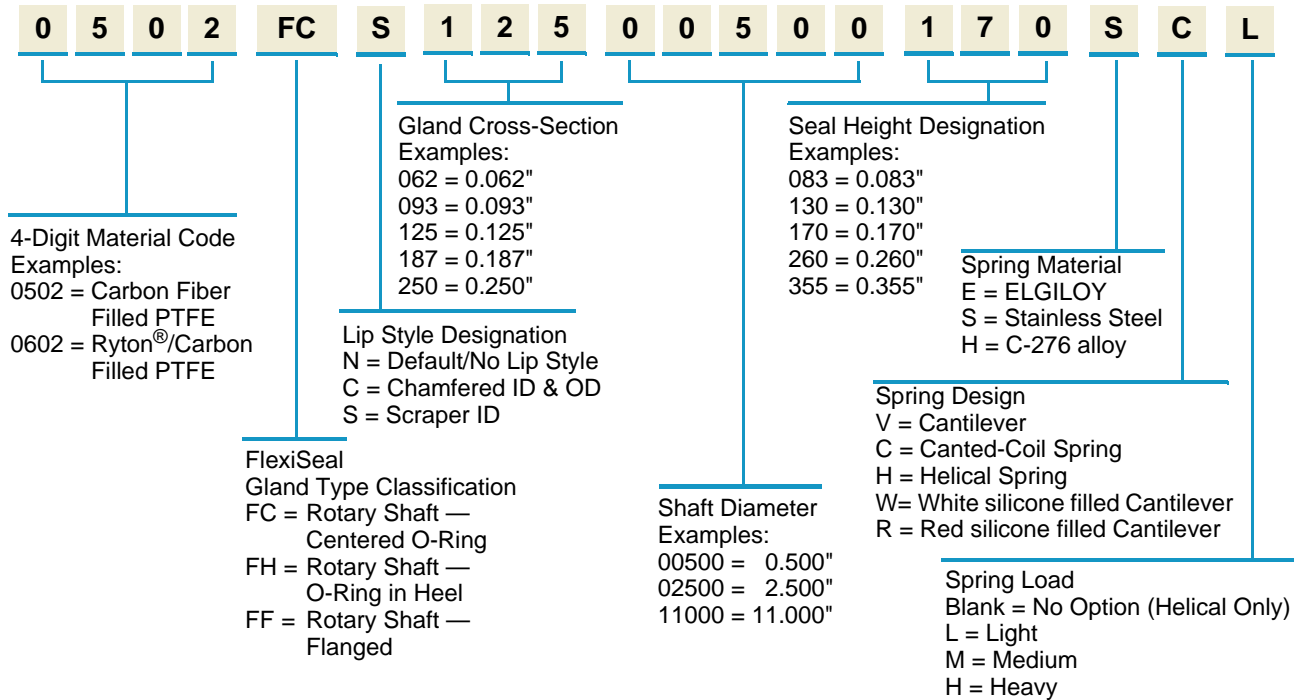 0 5 0 2 FC S 1 2 5 0 0 5 0 0 1 7 0 S C L
4-Digit Material Code
Examples:
0502 = Carbon Fiber
Filled PTFE
0602 = Ryton®/Carbon
Filled PTFE
FlexiSeal
Gland Type Classification
FC = Rotary Shaft —
Centered O-Ring
FH = Rotary Shaft —
O-Ring in Heel
FF = Rotary Shaft —
Flanged
Lip Style Designation
N = Default/No Lip Style
C = Chamfered ID & OD
S = Scraper ID
Gland Cross-Section
Examples:
062 = 0.062"
093 = 0.093"
125 = 0.125"
187 = 0.187"
250 = 0.250"
Shaft Diameter
Examples:
00500 = 0.500"
02500 = 2.500"
11000 = 11.000"
Seal Height Designation
Examples:
083 = 0.083"
130 = 0.130"
170 = 0.170"
260 = 0.260"
355 = 0.355"
Spring Material
E = ELGILOY
S = Stainless Steel
H = C-276 alloy
Spring Design
V = Cantilever
C = Canted-Coil Spring
H = Helical Spring
W= White silicone filled Cantilever
R = Red silicone filled Cantilever
Spring Load
Blank = No Option (Helical Only)
L = Light
M = Medium
H = Heavy